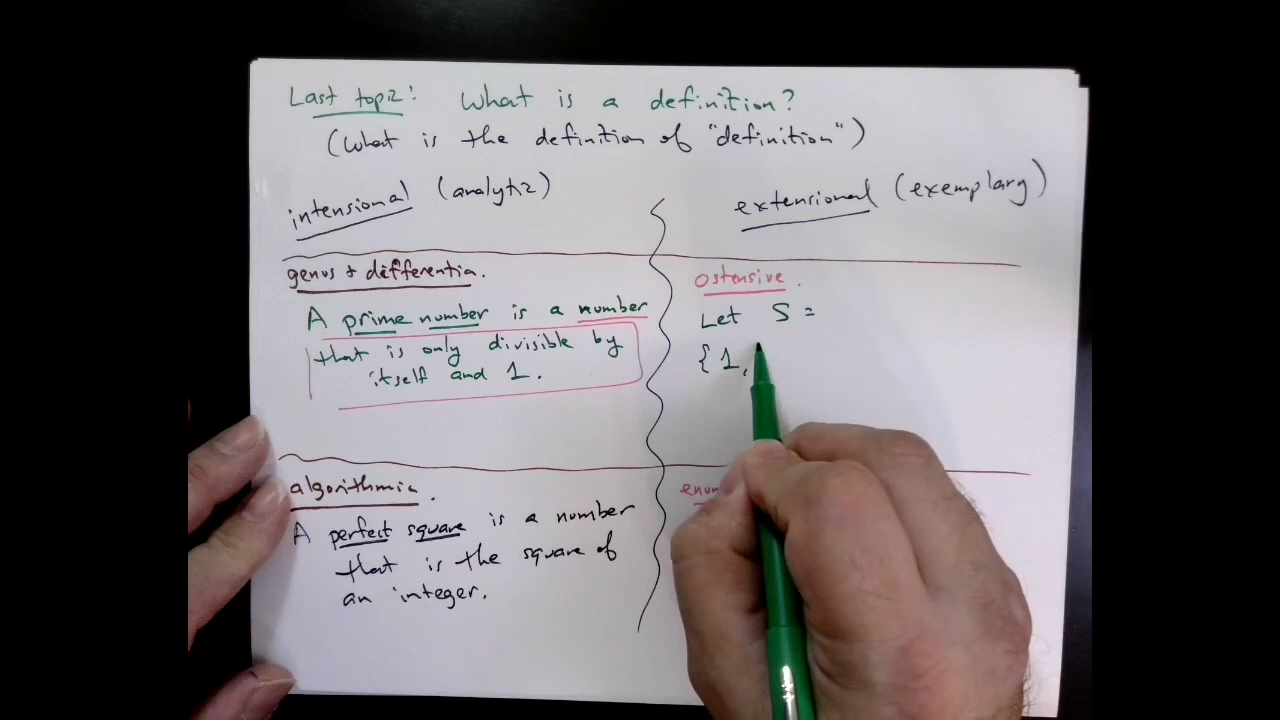 Last topic: What is a definition?
(What is the definition of "definition")
intensional (analytic)
extensional (exemplary)
genus + differentia.
A prime number is a number
that is only divisible by
itself and 1.
ostensive.
Let S =
{1,
algorithmic.
A perfect square is a number
that is the square of
an integer.